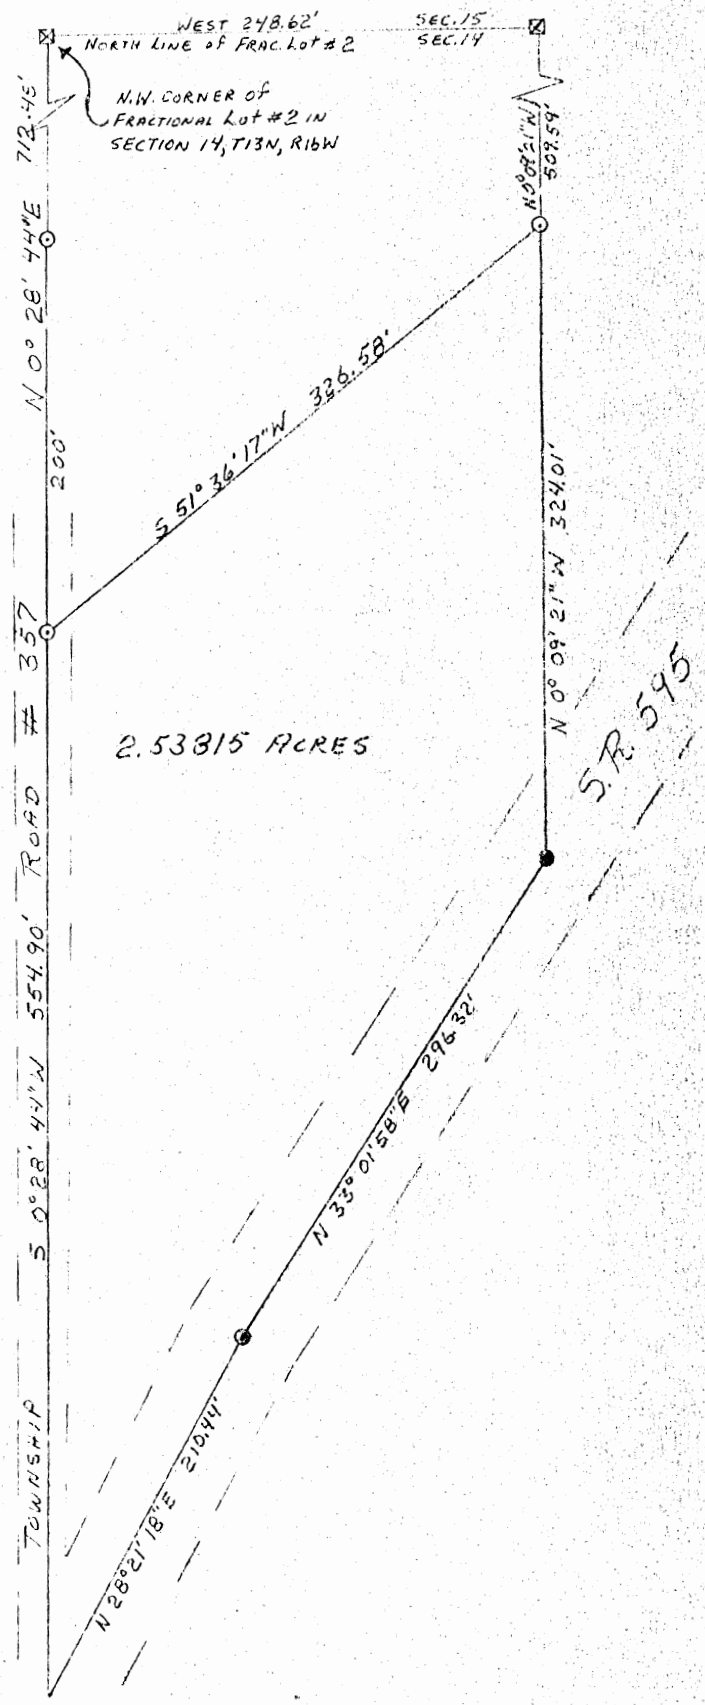 WEST 248.62'
SEC. 15
NORTH LINE of FRAC. Lot # 2
SEC. 14
N.W. CORNER OF
FRACTIONAL Lot #2 IN
SECTION 14, T13N, R16W
N 0° 28' 44" E 712.45'
509.59'
200'
S 51° 36' 17" W 326.58'
N 0° 09' 21" W 324.01'
S.R. 595
2.53815 ACRES
TOWNSHIP ROAD # 357
S 0° 28' 44" W 554.90'
N 33° 01' 58" E 296.32'
N 28° 21' 18" E 210.44'